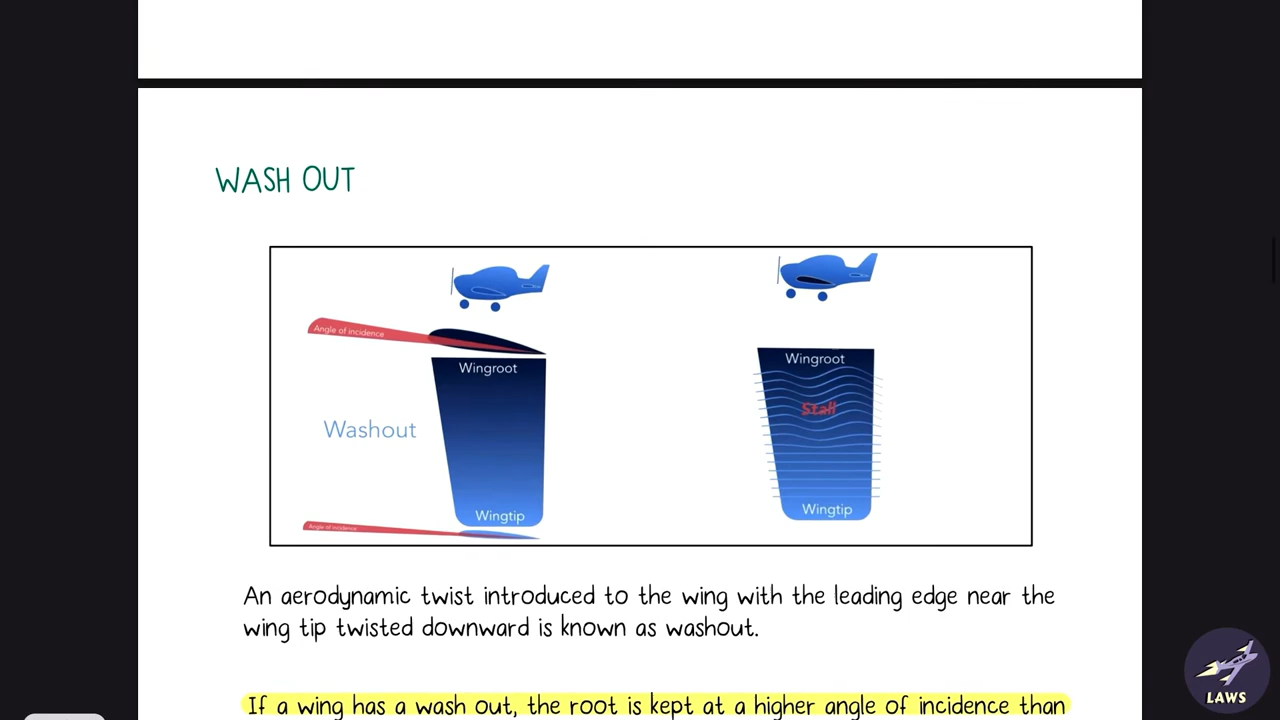 WASH OUT
Angle of incidence
Wingroot
Washout
Wingtip
Angle of incidence
Wingroot
Stall
Wingtip
An aerodynamic twist introduced to the wing with the leading edge near the
wing tip twisted downward is known as washout.
If a wing has a wash out, the root is kept at a higher angle of incidence than
LAWS